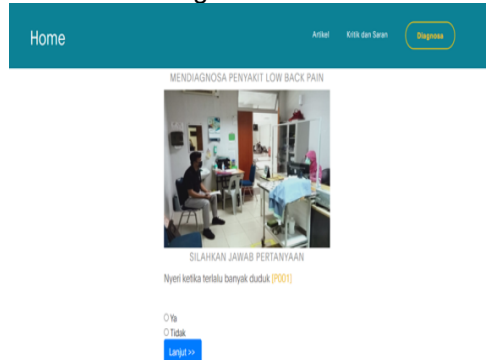 Home
Artikel Kritik dan Saran Diagnosa
MENDIAGNOSA PENYAKIT LOW BACK PAIN
SILAHKAN JAWAB PERTANYAAN
Nyeri ketika terlalu banyak duduk (P001)
Ya
Tidak
Lanjut >>